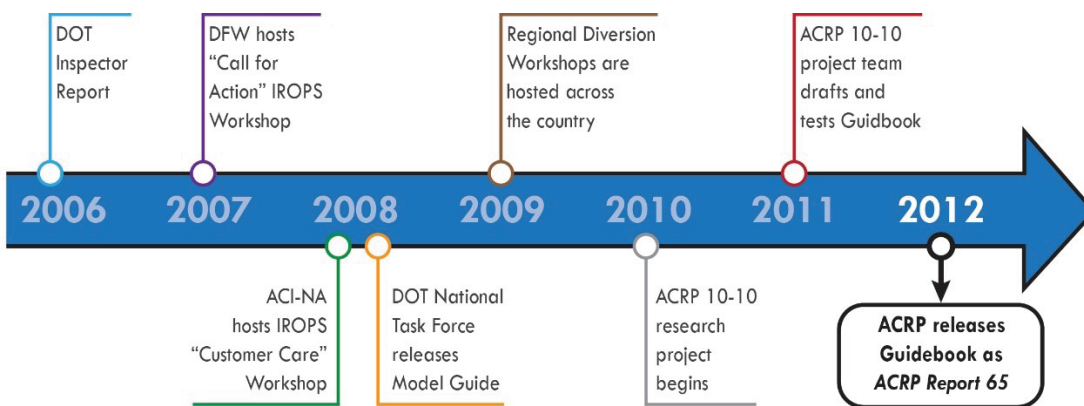 DOT
Inspector
Report
DFW hosts
“Call for
Action” IROPS
Workshop
Regional Diversion
Workshops are
hosted across
the country
ACRP 10-10
project team
drafts and
tests Guidbook
2006
2007
2008
2009
2010
2011
2012
ACI-NA
hosts IROPS
“Customer Care”
Workshop
DOT National
Task Force
releases
Model Guide
ACRP 10-10
research
project
begins
ACRP releases
Guidebook as
ACRP Report 65